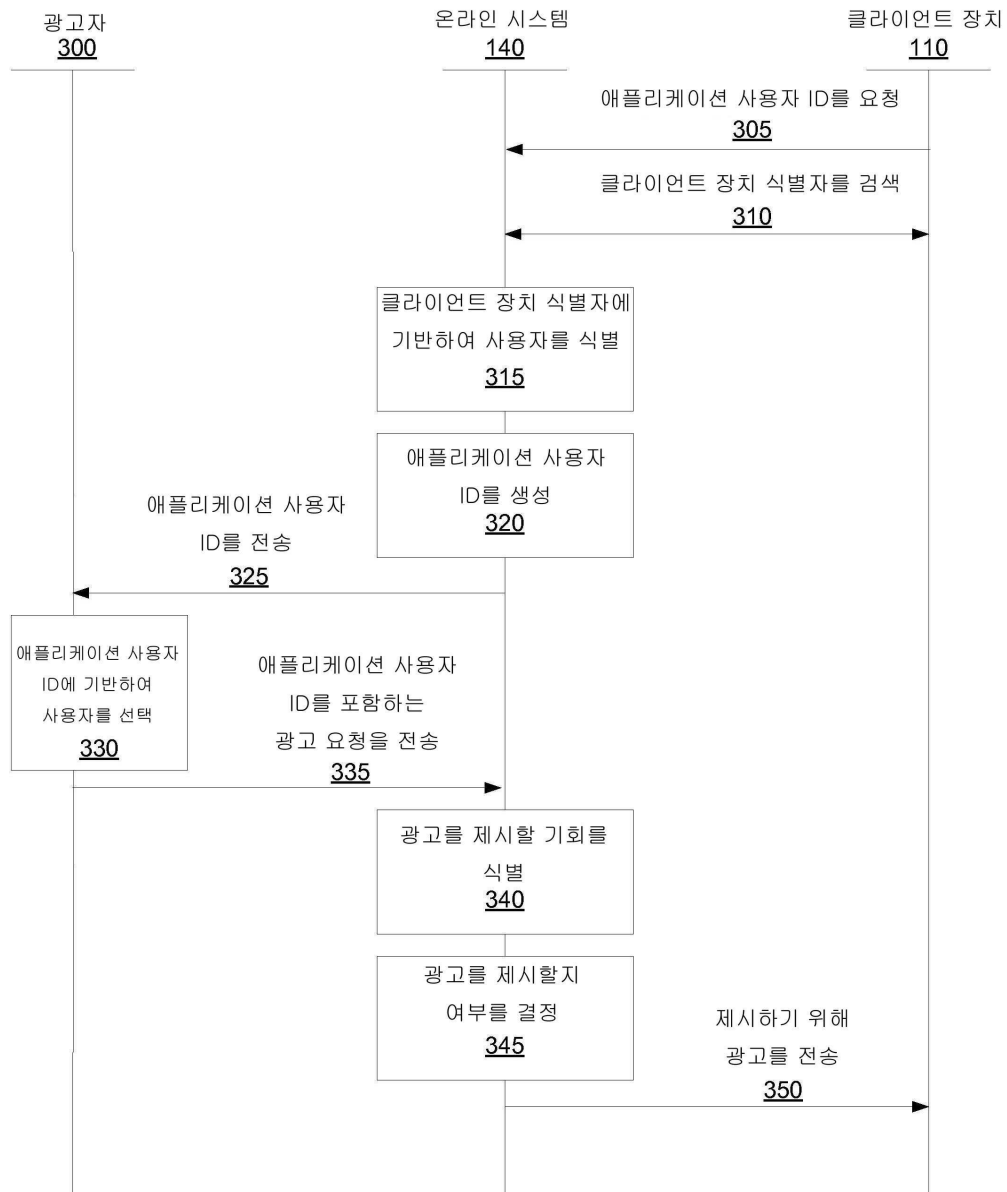 광고자
300
온라인 시스템
140
클라이언트 장치
110
애플리케이션 사용자 ID를 요청
305
클라이언트 장치 식별자를 검색
310
클라이언트 장치 식별자에
기반하여 사용자를 식별
315
애플리케이션 사용자
ID를 생성
320
애플리케이션 사용자
ID를 전송
325
애플리케이션 사용자
ID에 기반하여
사용자를 선택
330
애플리케이션 사용자
ID를 포함하는
광고 요청을 전송
335
광고를 제시할 기회를
식별
340
광고를 제시할지
여부를 결정
345
제시하기 위해
광고를 전송
350